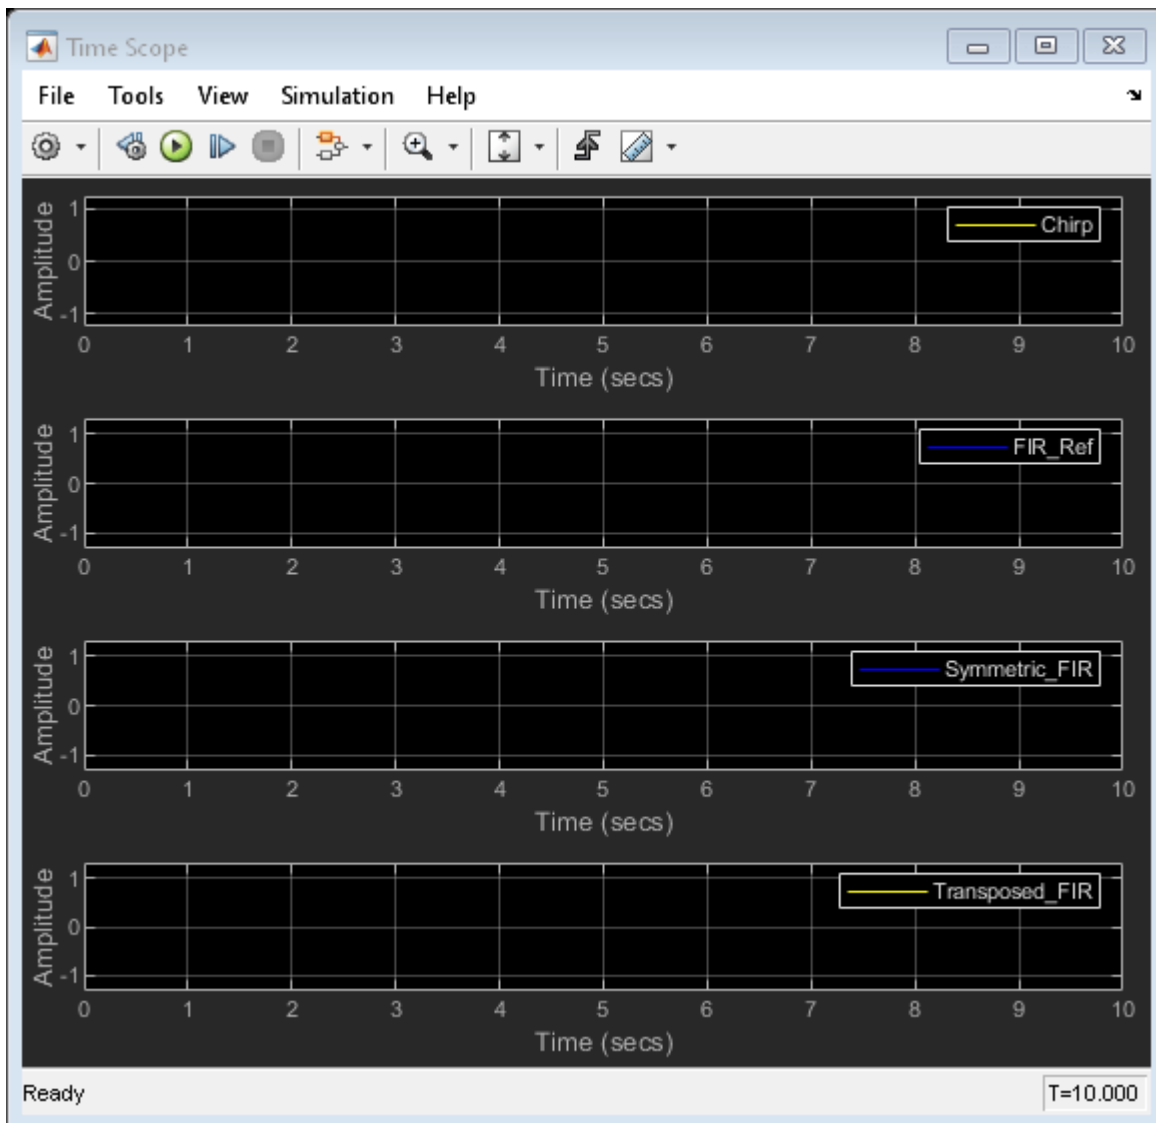 Time Scope
File Tools View Simulation Help
Chirp
Amplitude
1
0
-1
0 1 2 3 4 5 6 7 8 9 10
Time (secs)
FIR_Ref
Amplitude
1
0
-1
0 1 2 3 4 5 6 7 8 9 10
Time (secs)
Symmetric_FIR
Amplitude
1
0
-1
0 1 2 3 4 5 6 7 8 9 10
Time (secs)
Transposed_FIR
Amplitude
1
0
-1
0 1 2 3 4 5 6 7 8 9 10
Time (secs)
Ready T=10.000